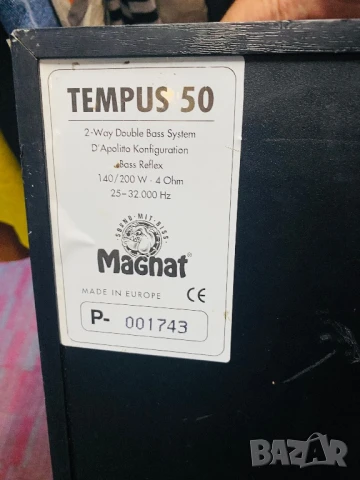 TEMPUS 50
2-Way Double Bass System
D'Apolitta Konfiguration
Bass Reflex
140/200 W - 4 Ohm
25-32.000 Hz
SOUND·MIT·BISS
Magnat®
MADE IN EUROPE CE
P- 001743
BAZAR